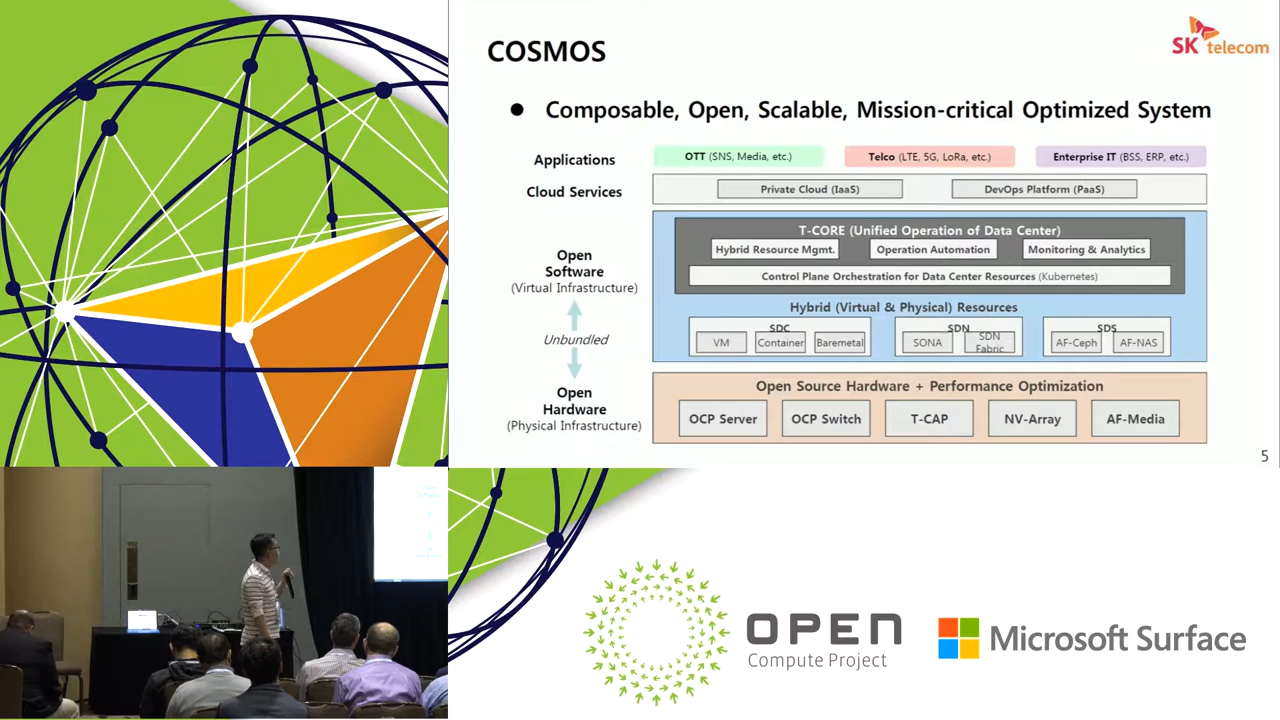 COSMOS
SK telecom
● Composable, Open, Scalable, Mission-critical Optimized System
Applications
OTT (SNS, Media, etc.)
Telco (LTE, 5G, LoRa, etc.)
Enterprise IT (BSS, ERP, etc.)
Cloud Services
Private Cloud (IaaS)
DevOps Platform (PaaS)
Open
Software
(Virtual Infrastructure)
Unbundled
Open
Hardware
(Physical Infrastructure)
T-CORE (Unified Operation of Data Center)
Hybrid Resource Mgmt.
Operation Automation
Monitoring & Analytics
Control Plane Orchestration for Data Center Resources (Kubernetes)
Hybrid (Virtual & Physical) Resources
SDC
VM
Container
Baremetal
SDN
SONA
SDN
Fabric
SDS
AF-Ceph
AF-NAS
Open Source Hardware + Performance Optimization
OCP Server
OCP Switch
T-CAP
NV-Array
AF-Media
5
OPEN
Compute Project
Microsoft Surface